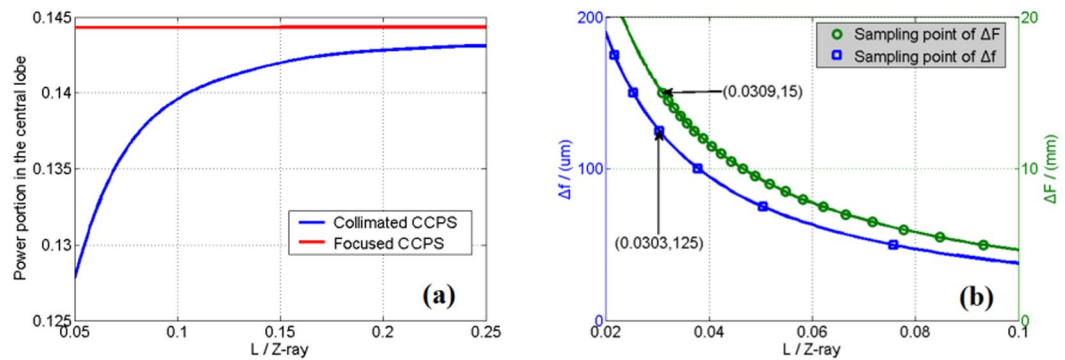 0.145
0.14
0.135
0.13
0.125
0.05
0.1
0.15
0.2
0.25
Power portion in the central lobe
L / Z-ray
Collimated CCPS
Focused CCPS
(a)
200
100
0
Δf / (um)
20
10
0
ΔF / (mm)
0.02
0.04
0.06
0.08
0.1
L / Z-ray
Sampling point of ΔF
Sampling point of Δf
(0.0309,15)
(0.0303,125)
(b)